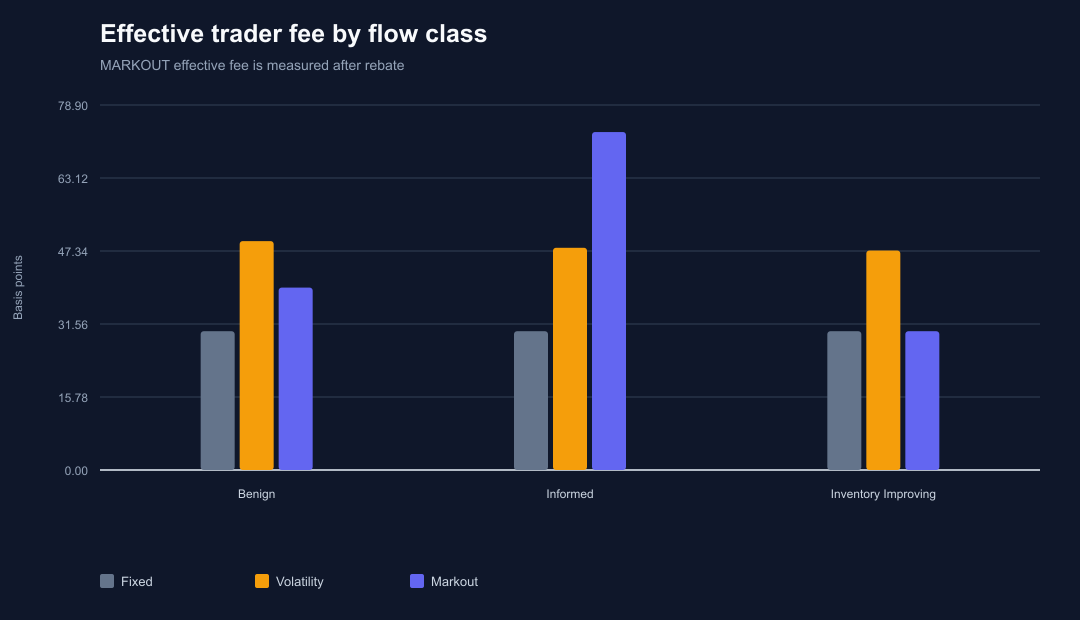 Effective trader fee by flow class
MARKOUT effective fee is measured after rebate
78.90
63.12
47.34
31.56
15.78
0.00
Basis points
Benign
Informed
Inventory Improving
Fixed
Volatility
Markout